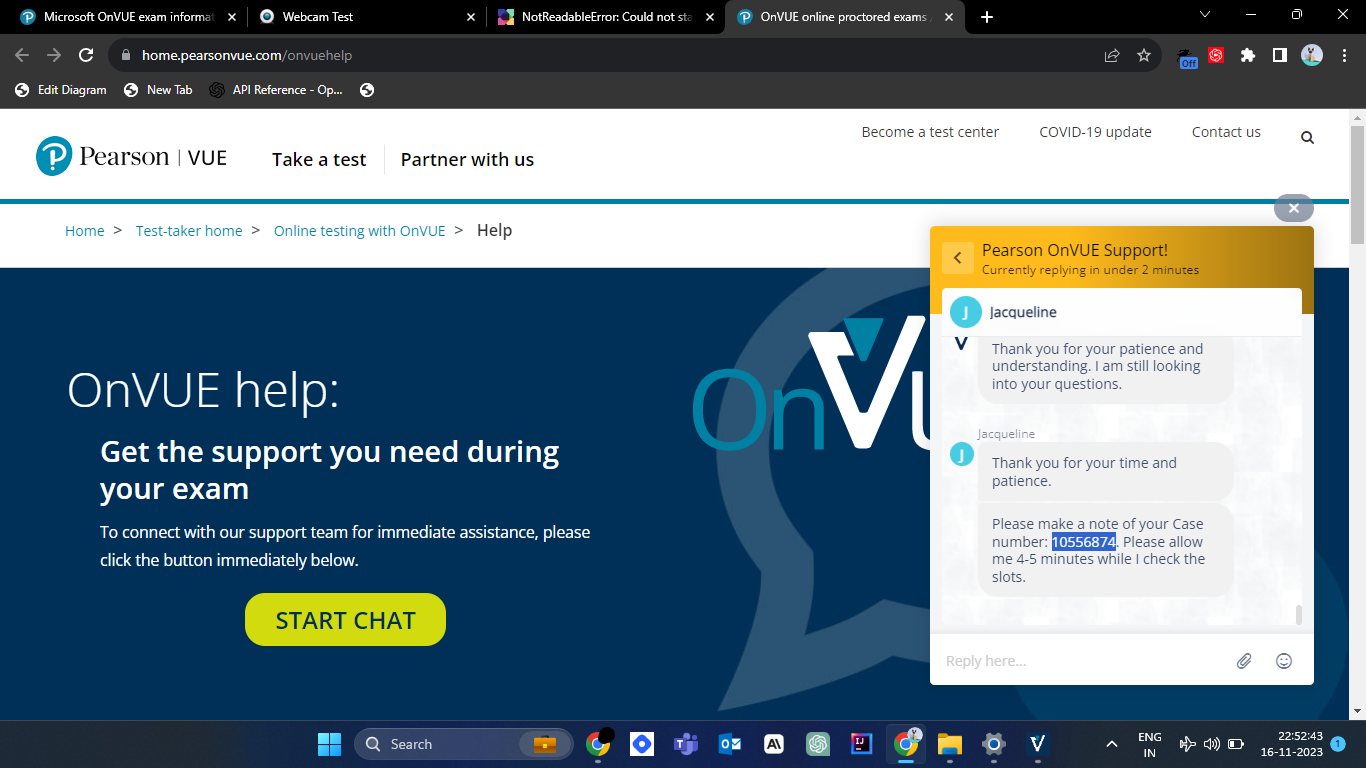 Microsoft OnVUE exam informat
Webcam Test
NotReadableError: Could not sta
OnVUE online proctored exams
home.pearsonvue.com/onvuehelp
Off
Edit Diagram
New Tab
API Reference - Op...
Become a test center
COVID-19 update
Contact us
Pearson | VUE
Take a test
Partner with us
Home > Test-taker home > Online testing with OnVUE > Help
OnVUE help:
Get the support you need during
your exam
To connect with our support team for immediate assistance, please
click the button immediately below.
START CHAT
OnVU
Pearson OnVUE Support!
Currently replying in under 2 minutes
J
Jacqueline
Thank you for your patience and
understanding. I am still looking
into your questions.
Jacqueline
J
Thank you for your time and
patience.
Please make a note of your Case
number: 10556874. Please allow
me 4-5 minutes while I check the
slots.
Reply here...
Search
ENG
IN
22:52:43
16-11-2023
1